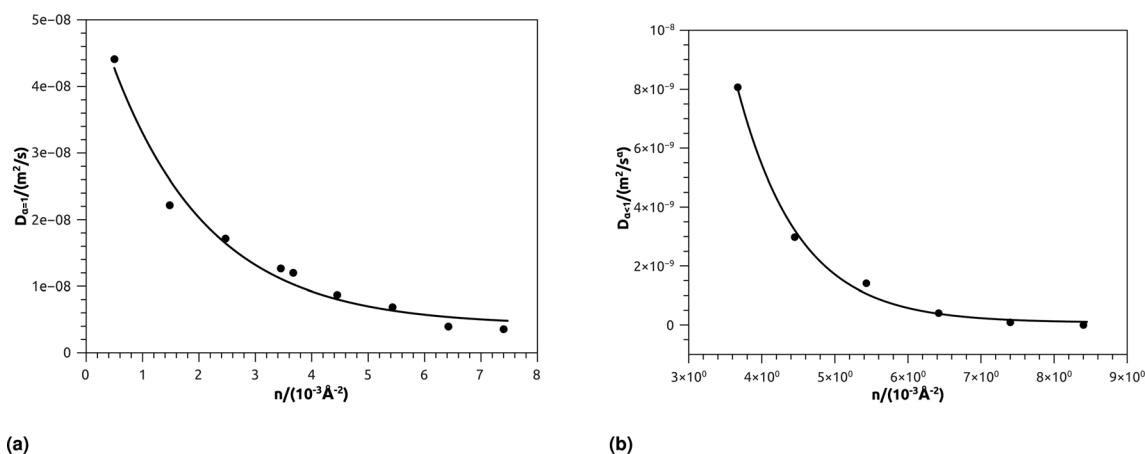 5e−08
4e−08
3e−08
2e−08
1e−08
0
D_{α=1}/(m²/s)
0 1 2 3 4 5 6 7 8
n/(10⁻³Å⁻²)
(a)
10⁻⁸
8×10⁻⁹
6×10⁻⁹
4×10⁻⁹
2×10⁻⁹
0
D_{α<1}/(m²/s^α)
3×10⁰ 4×10⁰ 5×10⁰ 6×10⁰ 7×10⁰ 8×10⁰ 9×10⁰
n/(10⁻³Å⁻²)
(b)